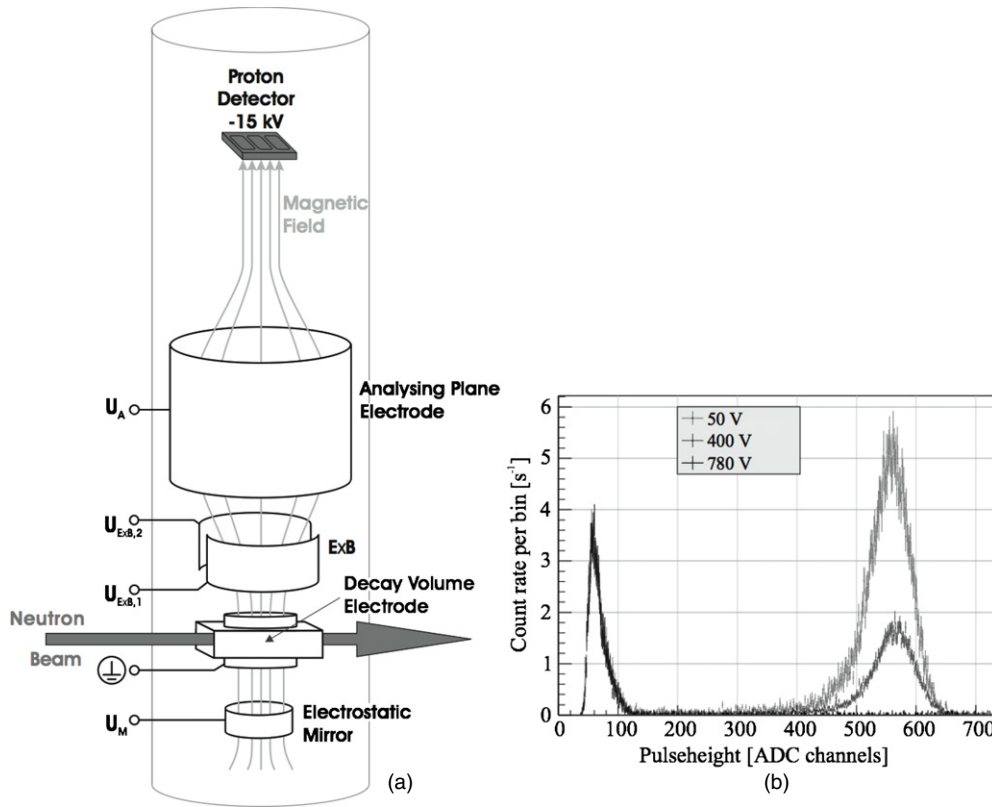 Proton
Detector
-15 kV
Magnetic
Field
Analysing Plane
Electrode
U_A
U_ExB,2
ExB
U_ExB,1
Decay Volume
Electrode
Neutron
Beam
U_M
Electrostatic
Mirror
(a)
50 V
400 V
780 V
Count rate per bin [s⁻¹]
6
5
4
3
2
1
0
0 100 200 300 400 500 600 700
Pulseheight [ADC channels]
(b)